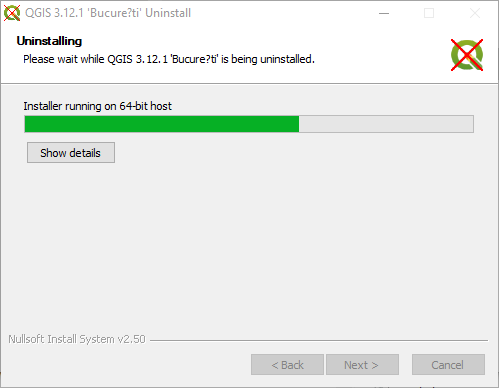 QGIS 3.12.1 'Bucure?ti' Uninstall
Uninstalling
Please wait while QGIS 3.12.1 'Bucure?ti' is being uninstalled.
Installer running on 64-bit host
Show details
Nullsoft Install System v2.50
< Back Next > Cancel